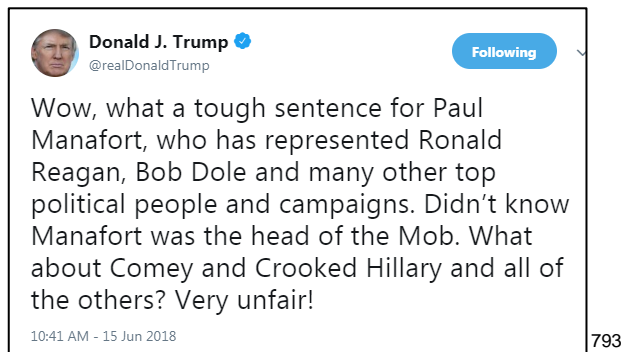 Donald J. Trump
@realDonaldTrump
Following
Wow, what a tough sentence for Paul
Manafort, who has represented Ronald
Reagan, Bob Dole and many other top
political people and campaigns. Didn’t know
Manafort was the head of the Mob. What
about Comey and Crooked Hillary and all of
the others? Very unfair!
10:41 AM - 15 Jun 2018
793